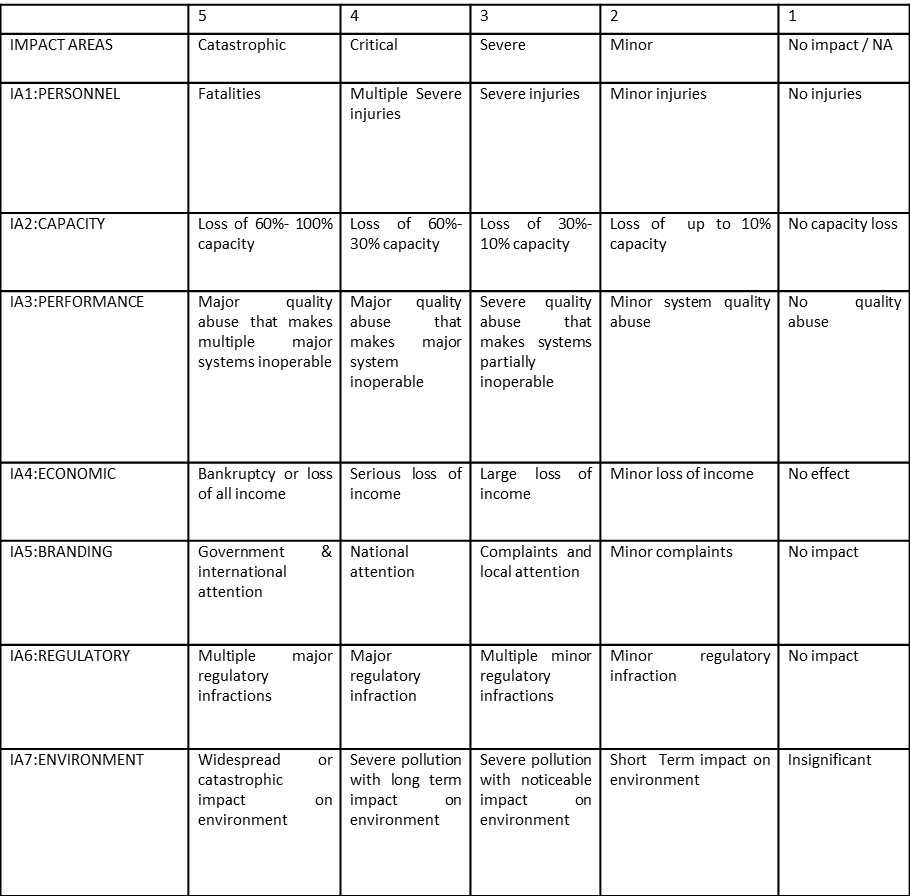 5 4 3 2 1
IMPACT AREAS Catastrophic Critical Severe Minor No impact / NA
IA1:PERSONNEL Fatalities Multiple Severe Severe injuries Minor injuries No injuries
injuries
IA2:CAPACITY Loss of 60%- 100% Loss of 60%- Loss of 30%- Loss of up to 10% No capacity loss
capacity 30% capacity 10% capacity capacity
IA3:PERFORMANCE Major quality Major quality Severe quality Minor system quality No quality
abuse that makes abuse that abuse that abuse abuse
multiple major makes major makes systems
systems inoperable system partially
inoperable inoperable
IA4:ECONOMIC Bankruptcy or loss Serious loss of Large loss of Minor loss of income No effect
of all income income income
IA5:BRANDING Government & National Complaints and Minor complaints No impact
international attention local attention
attention
IA6:REGULATORY Multiple major Major Multiple minor Minor regulatory No impact
regulatory regulatory regulatory infraction
infractions infraction infractions
IA7:ENVIRONMENT Widespread or Severe pollution Severe pollution Short Term impact on Insignificant
catastrophic with long term with noticeable environment
impact on impact on impact on
environment environment environment